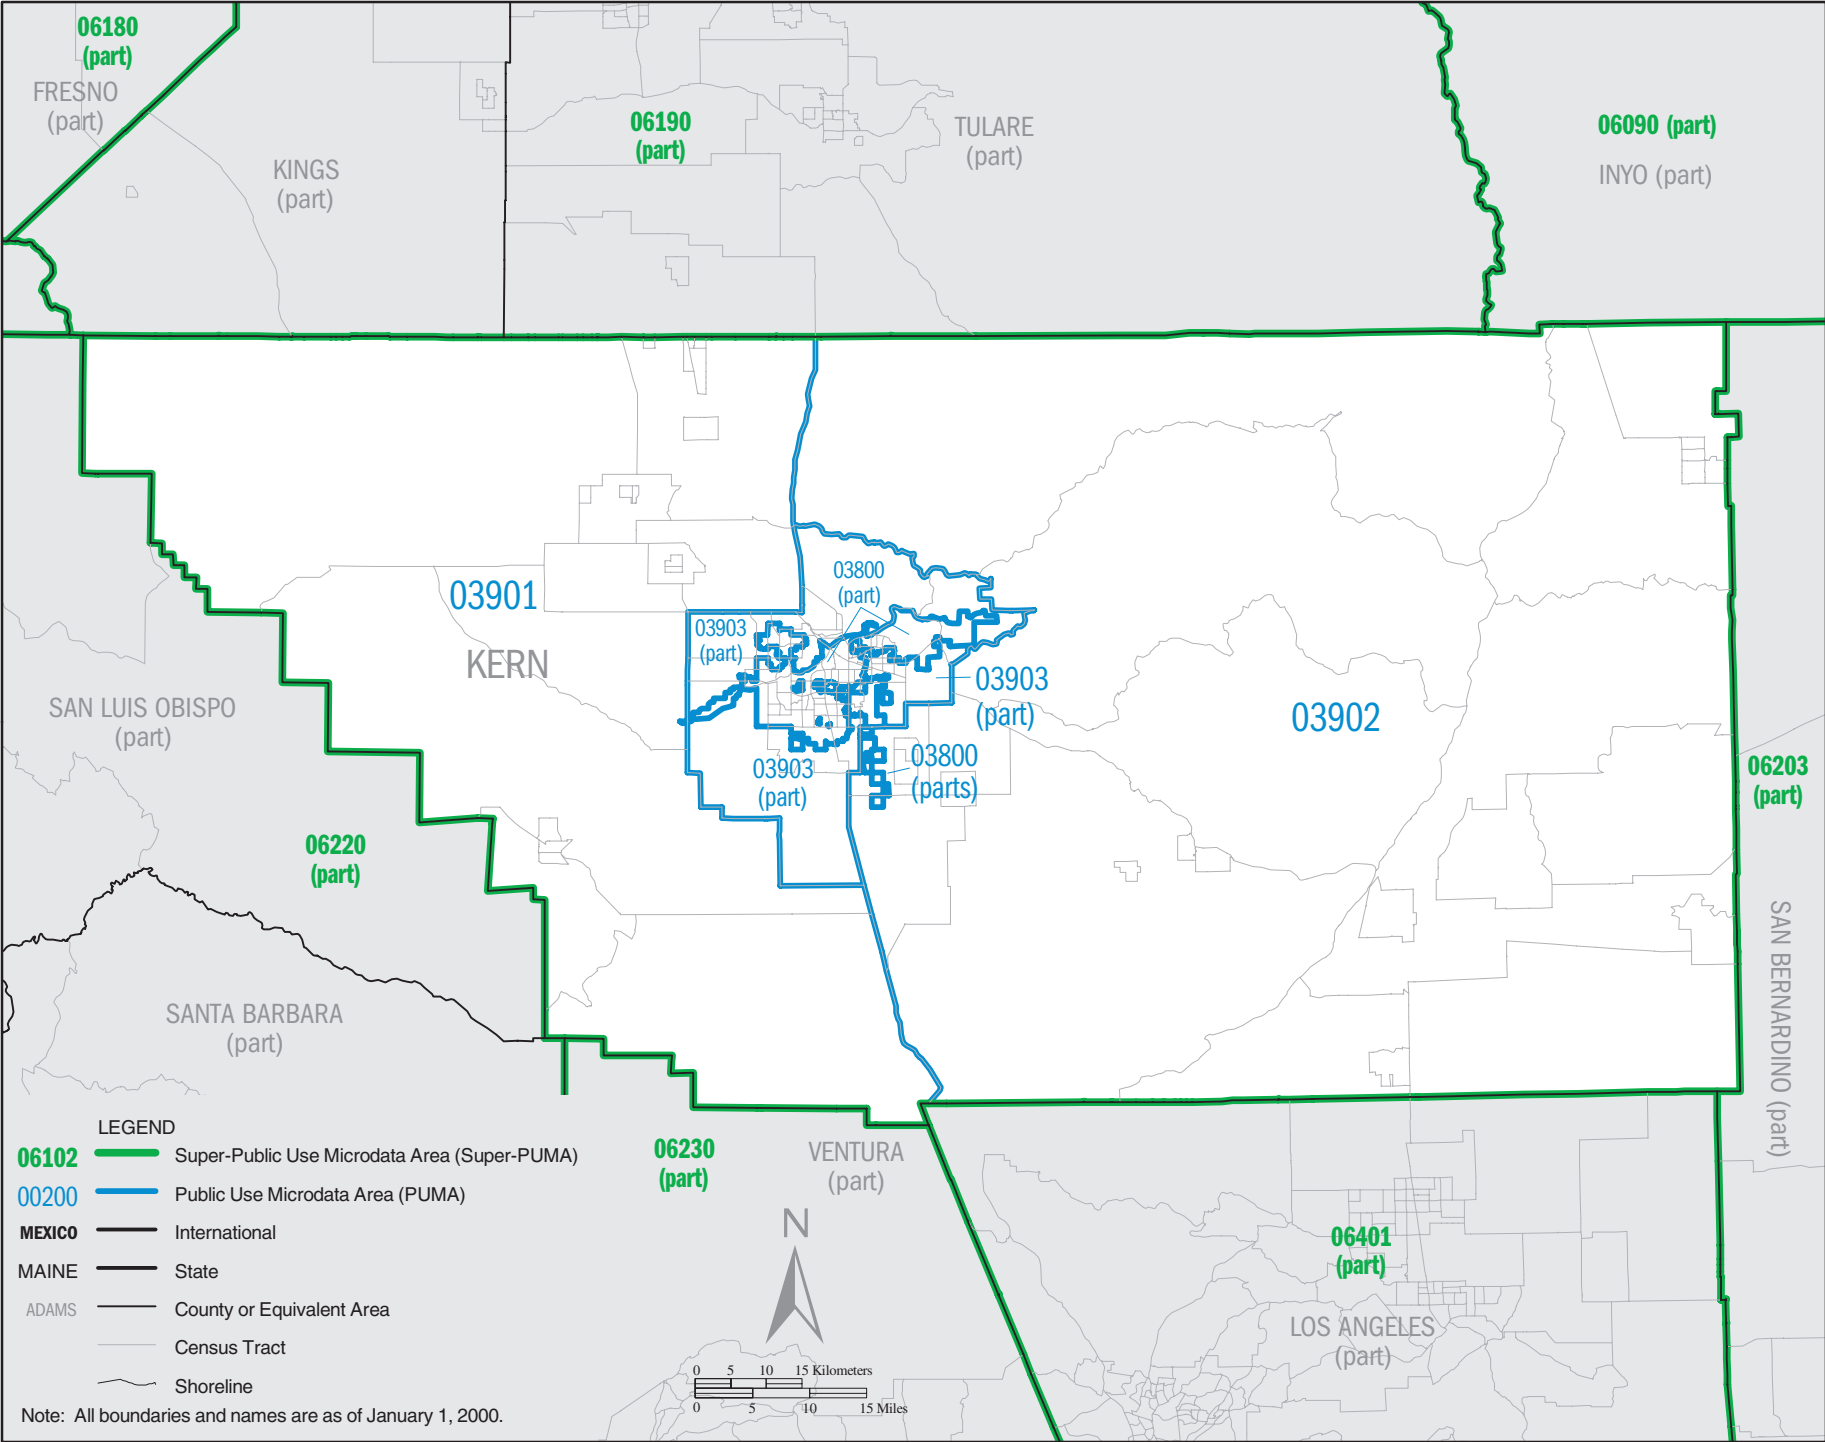 06180
(part)
FRESNO
(part)
KINGS
(part)
06190
(part)
TULARE
(part)
06090 (part)
INYO (part)
03901
KERN
03800
(part)
03903
(part)
03903
(part)
03902
03903
(part)
03800
(parts)
SAN LUIS OBISPO
(part)
06220
(part)
06203
(part)
SAN BERNARDINO (part)
SANTA BARBARA
(part)
06230
(part)
VENTURA
(part)
06401
(part)
LOS ANGELES
(part)
LEGEND
06102 Super-Public Use Microdata Area (Super-PUMA)
00200 Public Use Microdata Area (PUMA)
MEXICO International
MAINE State
ADAMS County or Equivalent Area
Census Tract
Shoreline
Note: All boundaries and names are as of January 1, 2000.
N
0 5 10 15 Kilometers
0 5 10 15 Miles